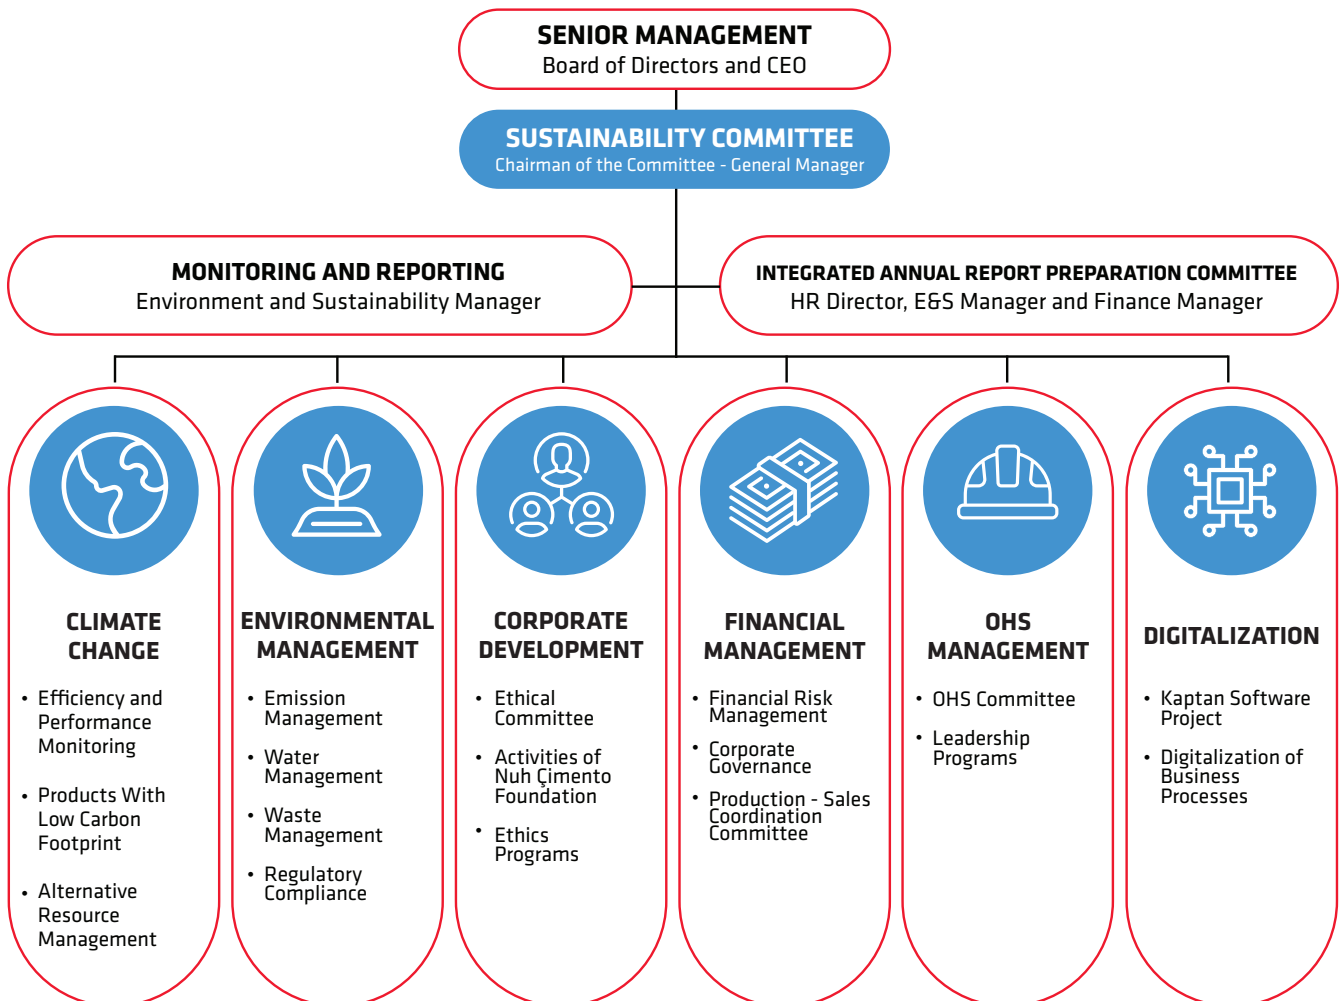 SENIOR MANAGEMENT
Board of Directors and CEO
SUSTAINABILITY COMMITTEE
Chairman of the Committee - General Manager
MONITORING AND REPORTING
Environment and Sustainability Manager
INTEGRATED ANNUAL REPORT PREPARATION COMMITTEE
HR Director, E&S Manager and Finance Manager
CLIMATE
CHANGE
• Efficiency and
Performance
Monitoring
• Products With
Low Carbon
Footprint
• Alternative
Resource
Management
ENVIRONMENTAL
MANAGEMENT
• Emission
Management
• Water
Management
• Waste
Management
• Regulatory
Compliance
CORPORATE
DEVELOPMENT
• Ethical
Committee
• Activities of
Nuh Çimento
Foundation
• Ethics
Programs
FINANCIAL
MANAGEMENT
• Financial Risk
Management
• Corporate
Governance
• Production - Sales
Coordination
Committee
OHS
MANAGEMENT
• OHS Committee
• Leadership
Programs
DIGITALIZATION
• Kaptan Software
Project
• Digitalization of
Business
Processes